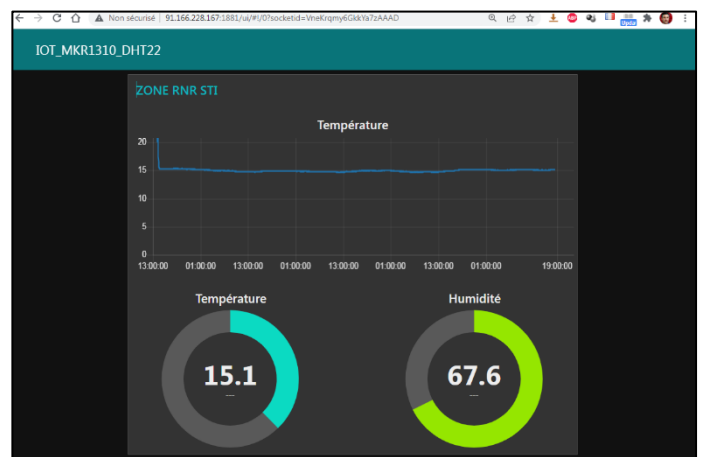 Non sécurisé | 91.166.228.167:1881/ui/#!/0?socketid=VneKrqmy6GkkYa7zAAAD
IOT_MKR1310_DHT22
ZONE RNR STI
Température
20
15
10
5
0
13:00:00 01:00:00 13:00:00 01:00:00 13:00:00 01:00:00 13:00:00 01:00:00 19:00:00
Température Humidité
15.1 67.6